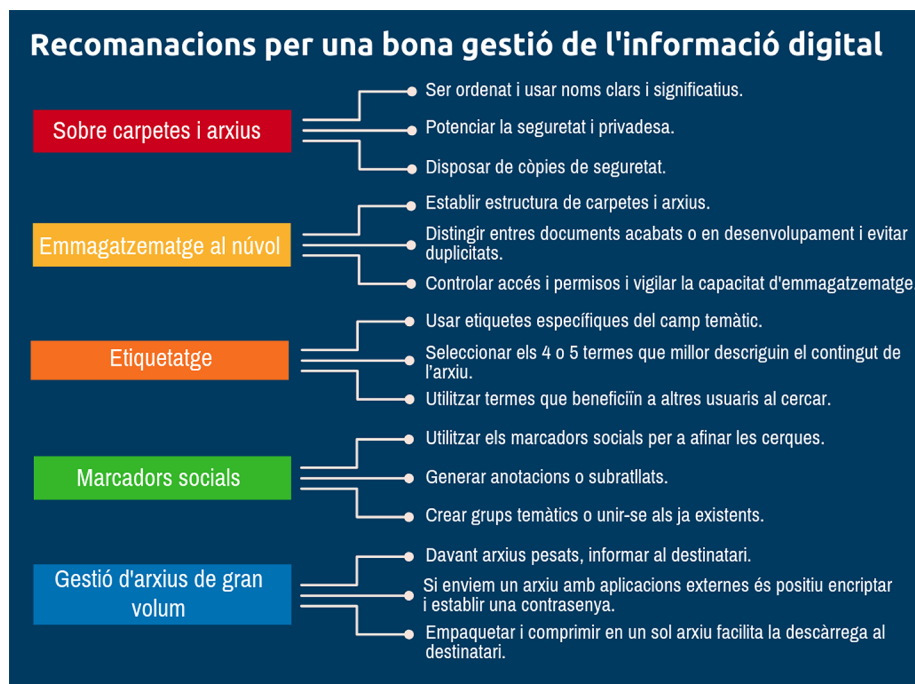 Recomanacions per una bona gestió de l'informació digital
Sobre carpetes i arxius
Ser ordenat i usar noms clars i significatius.
Potenciar la seguretat i privadesa.
Disposar de còpies de seguretat.
Emmagatzematge al núvol
Establir estructura de carpetes i arxius.
Distingir entres documents acabats o en desenvolupament i evitar
duplicitats.
Controlar accés i permisos i vigilar la capacitat d'emmagatzematge.
Etiquetatge
Usar etiquetes específiques del camp temàtic.
Seleccionar els 4 o 5 termes que millor descriguin el contingut de
l’arxiu.
Utilitzar termes que beneficiïn a altres usuaris al cercar.
Marcadors socials
Utilitzar els marcadors socials per a afinar les cerques.
Generar anotacions o subratllats.
Crear grups temàtics o unir-se als ja existents.
Gestió d'arxius de gran
volum
Davant arxius pesats, informar al destinatari.
Si enviem un arxiu amb aplicacions externes és positiu encriptar
i establir una contrasenya.
Empaquetar i comprimir en un sol arxiu facilita la descàrrega al
destinatari.